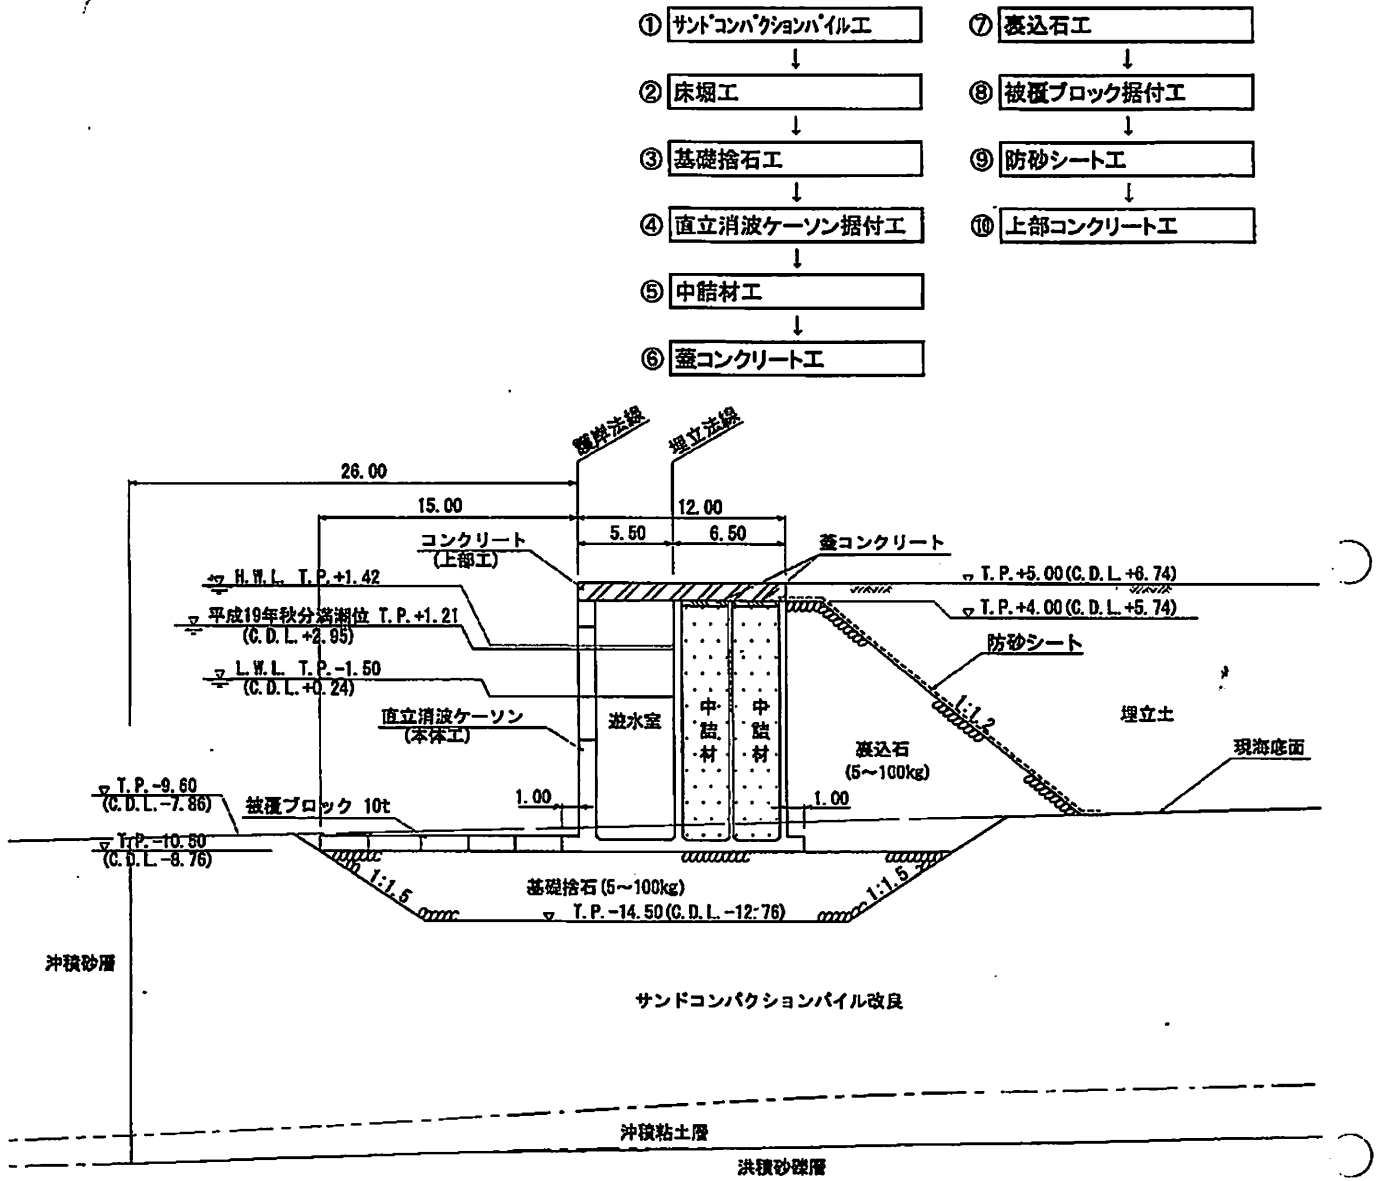 ① サンドコンパクションパイル工
② 床堀工
③ 基礎捨石工
④ 直立消波ケーソン据付工
⑤ 中詰材工
⑥ 蓋コンクリート工
⑦ 裏込石工
⑧ 被覆ブロック据付工
⑨ 防砂シート工
⑩ 上部コンクリート工
護岸法線
埋立法線
26.00
15.00
12.00
5.50
6.50
コンクリート
(上部工)
蓋コンクリート
H.W.L. T.P.+1.42
T.P.+5.00(C.D.L.+6.74)
平成19年秋分満潮位 T.P.+1.21
(C.D.L.+2.95)
T.P.+4.00(C.D.L.+5.74)
防砂シート
L.W.L. T.P.-1.50
(C.D.L.+0.24)
直立消波ケーソン
(本体工)
遊水室
中詰材
中詰材
1:1.2
埋立土
裏込石
(5~100kg)
現海底面
T.P.-9.60
(C.D.L.-7.86)
被覆ブロック 10t
1.00
1.00
T.P.-10.50
(C.D.L.-8.76)
1:1.5
基礎捨石(5~100kg)
1:1.5
T.P.-14.50(C.D.L.-12.76)
沖積砂層
サンドコンパクションパイル改良
沖積粘土層
洪積砂礫層